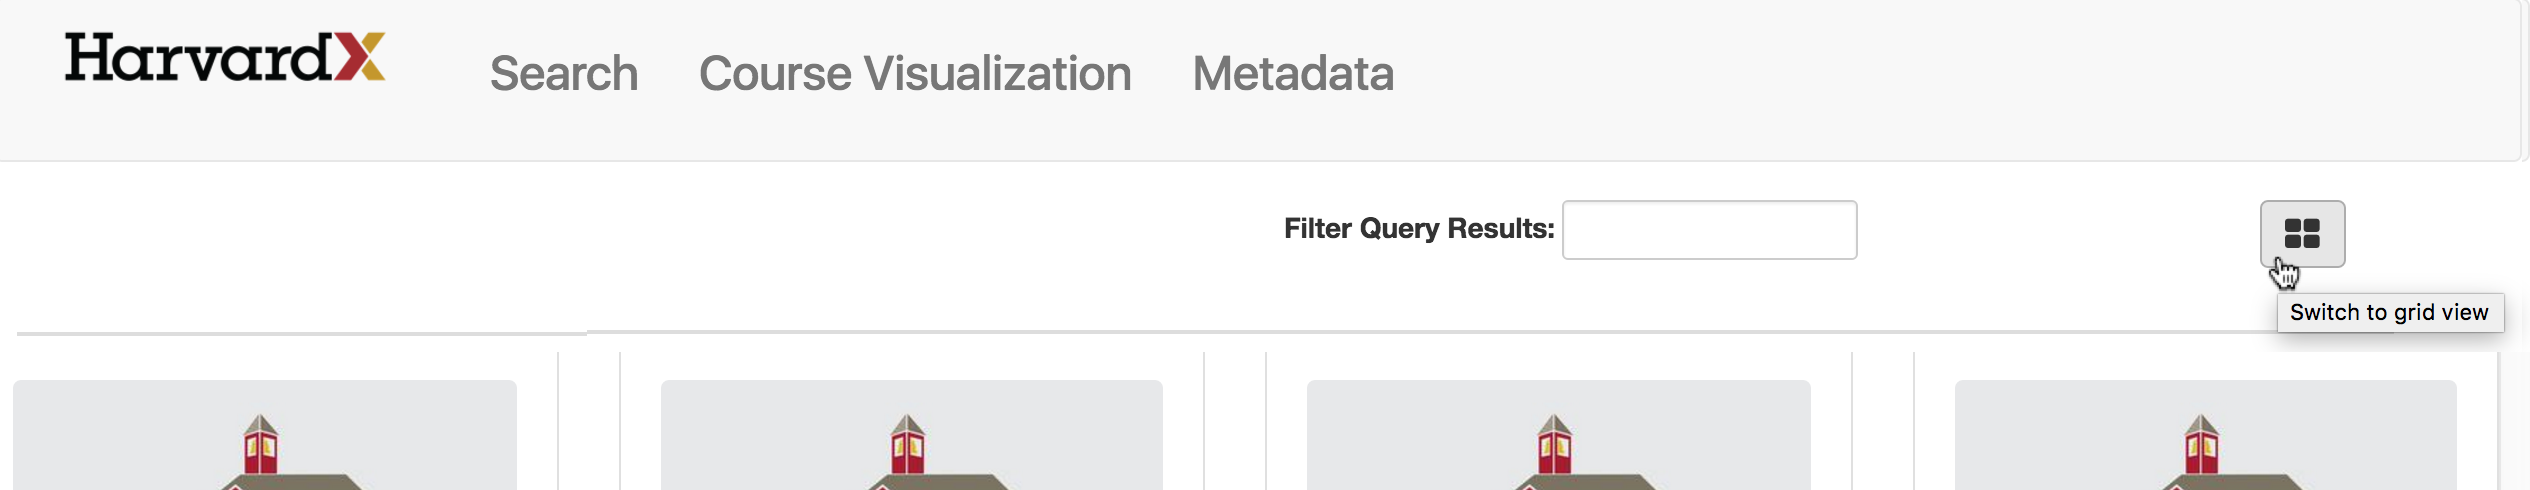 HarvardX Search Course Visualization Metadata
Filter Query Results:
Switch to grid view